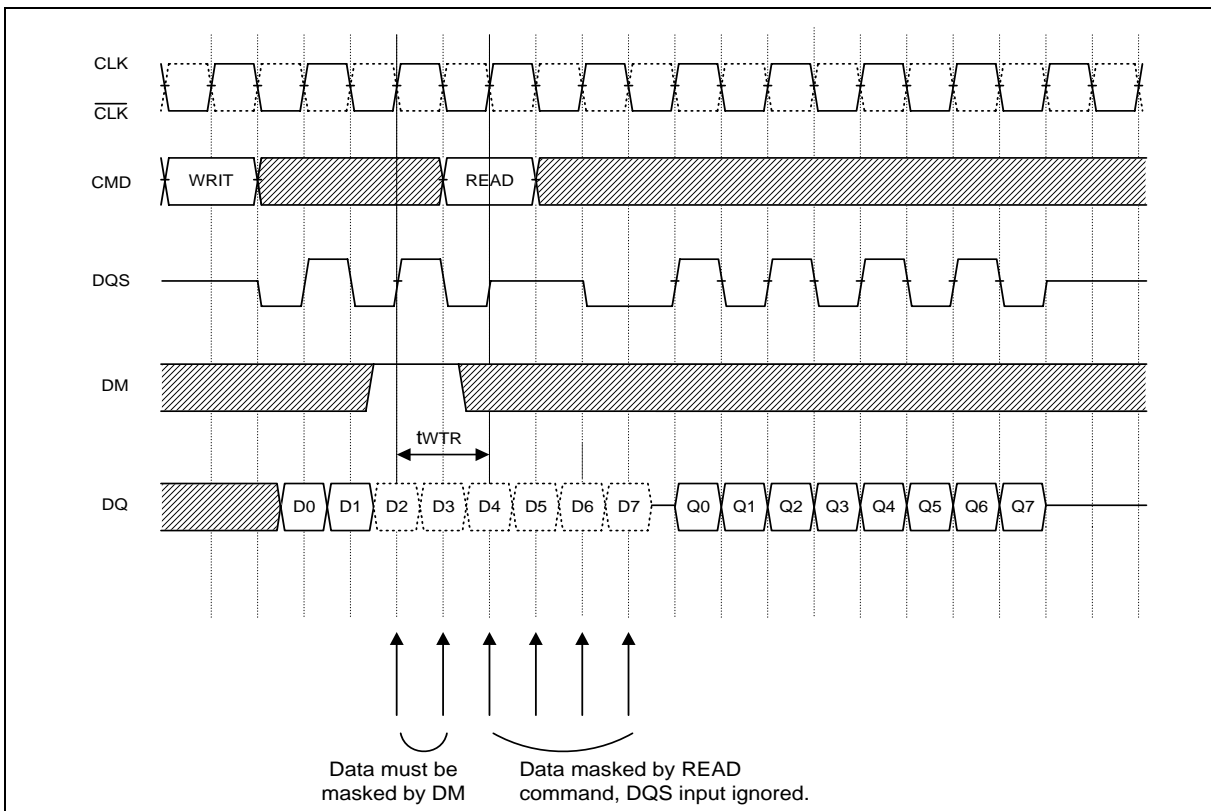 CLK
CLK
CMD
WRIT
READ
DQS
DM
tWTR
DQ
D0 D1 D2 D3 D4 D5 D6 D7 Q0 Q1 Q2 Q3 Q4 Q5 Q6 Q7
Data must be
masked by DM
Data masked by READ
command, DQS input ignored.